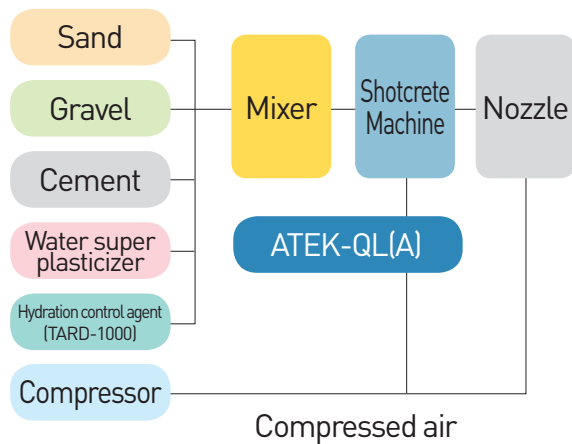 Sand
Gravel
Cement
Water super
plasticizer
Hydration control agent
(TARD-1000)
Compressor
Mixer
Shotcrete
Machine
Nozzle
ATEK-QL(A)
Compressed air